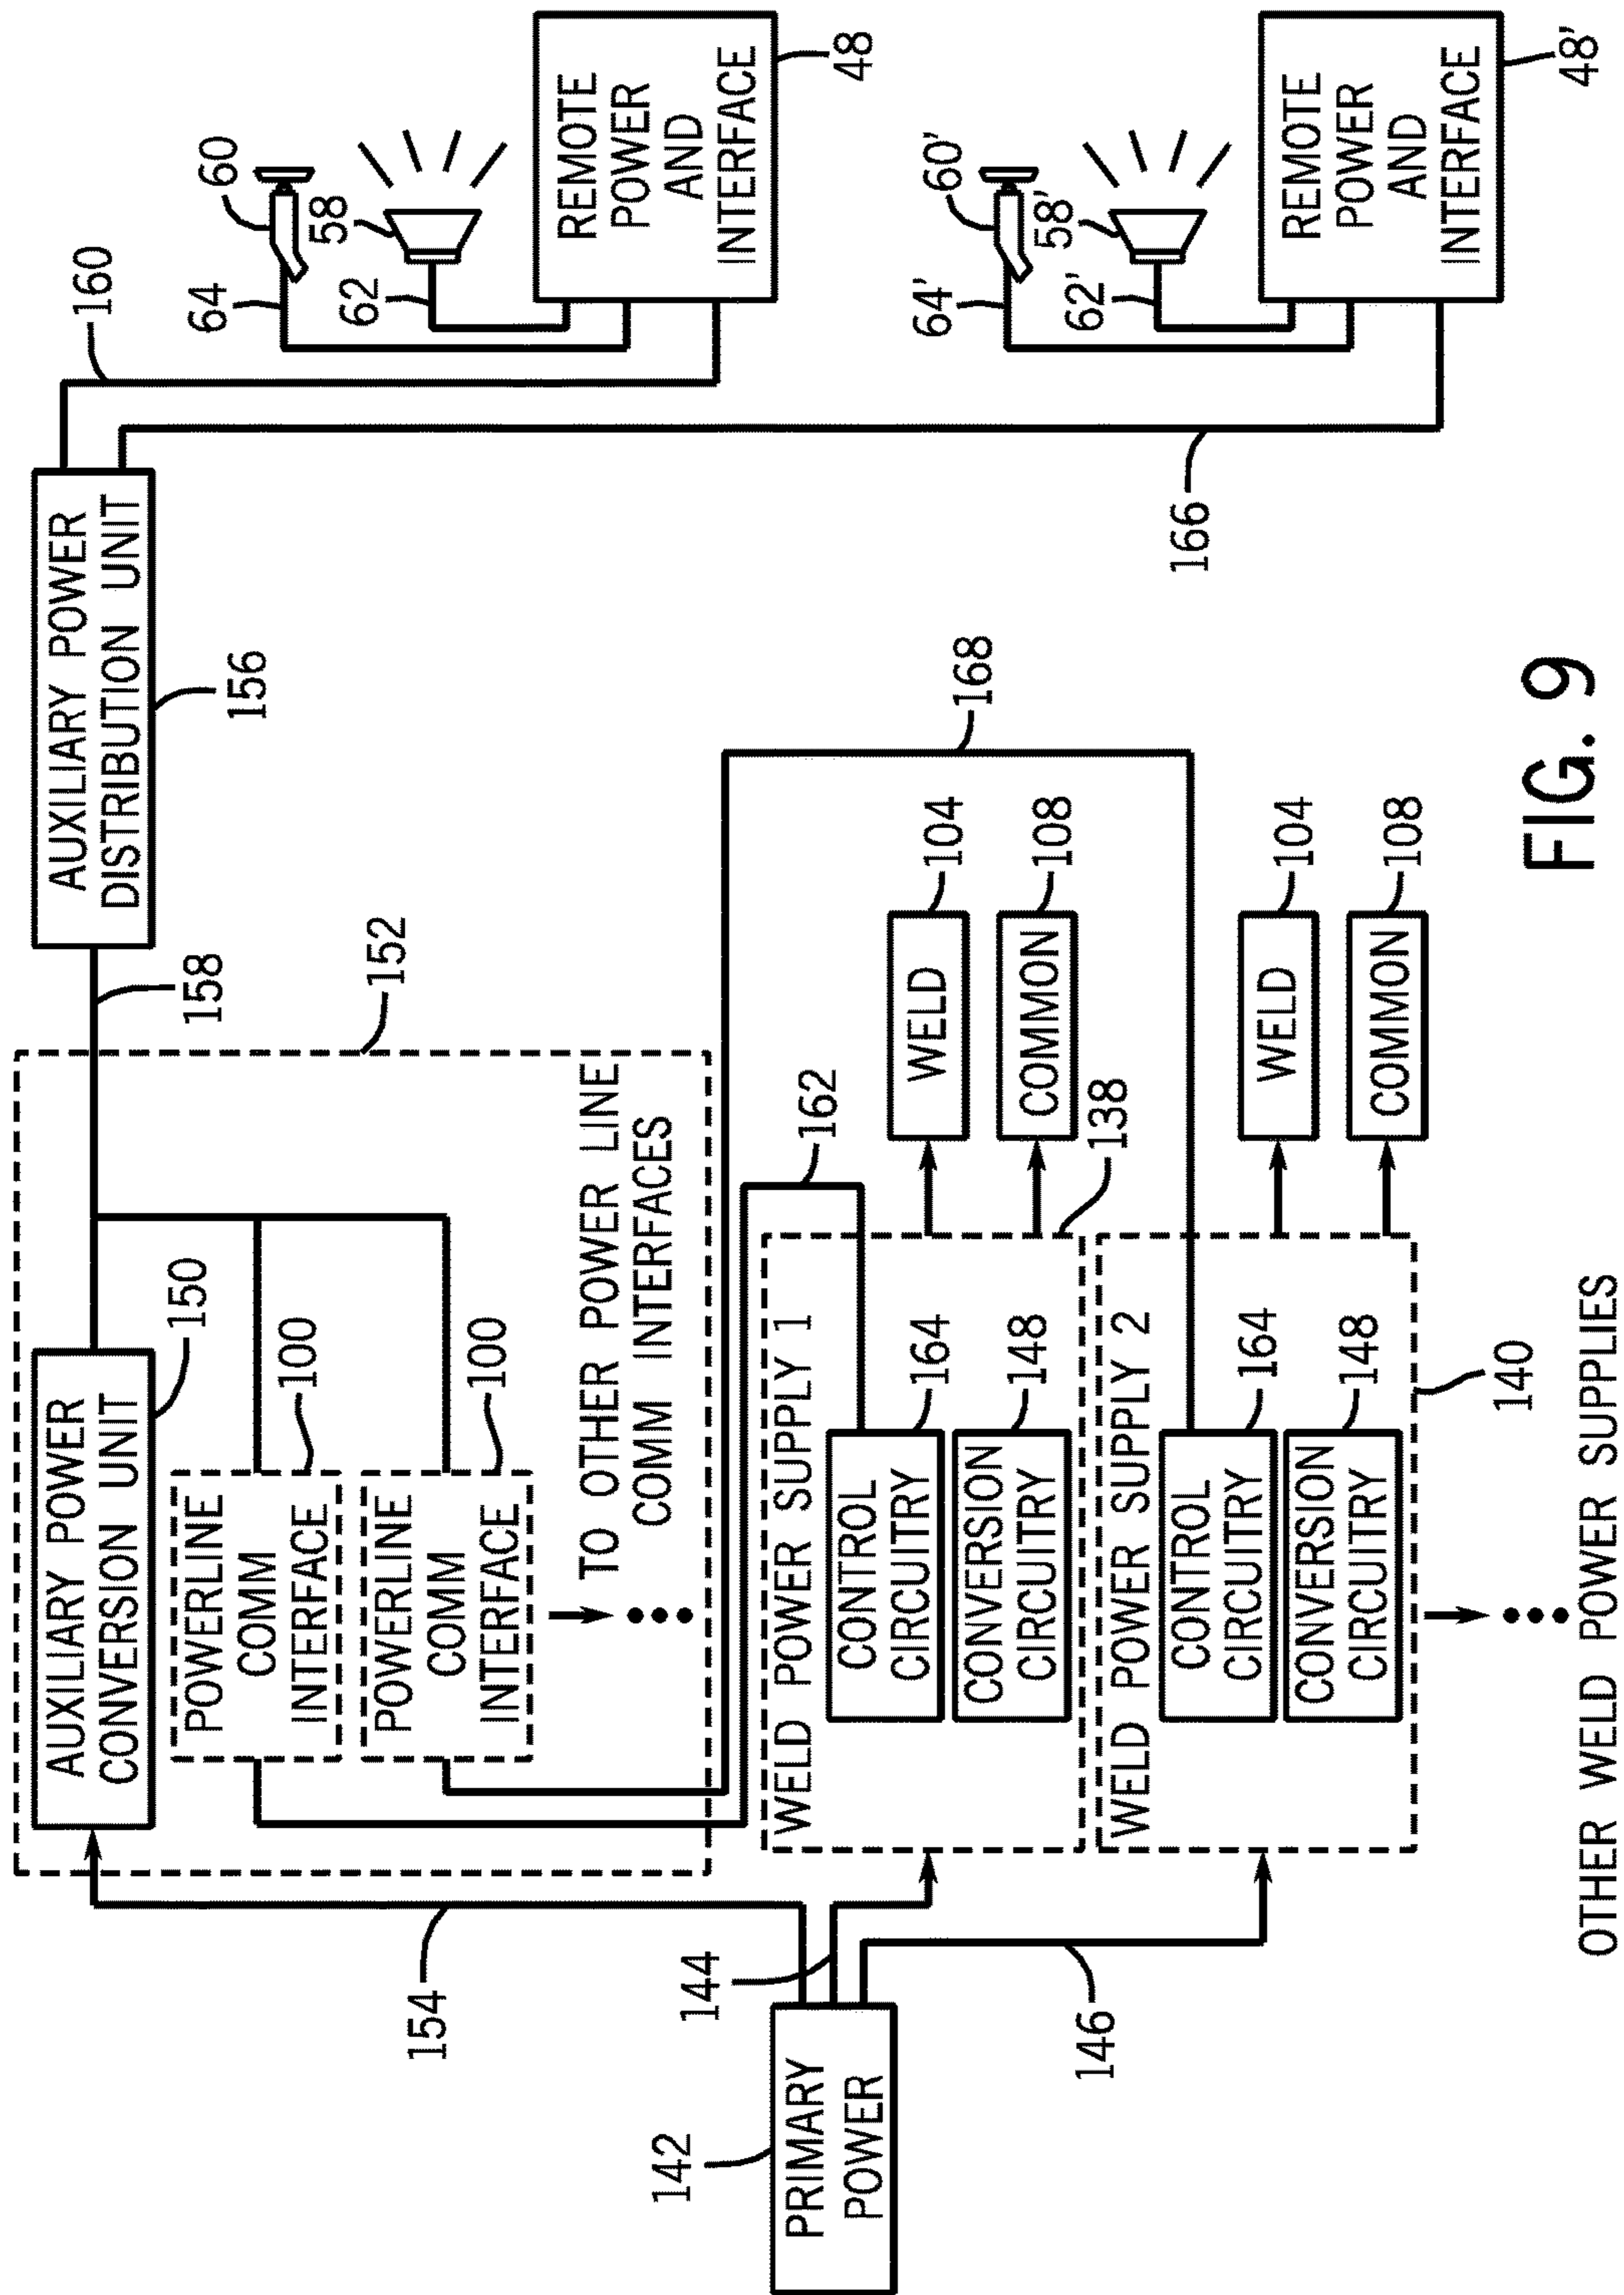 AUXILIARY POWER
CONVERSION UNIT
150
POWERLINE
COMM
INTERFACE
100
POWERLINE
COMM
INTERFACE
100
TO OTHER POWER LINE
COMM INTERFACES
152
158
AUXILIARY POWER
DISTRIBUTION UNIT
156
160
166
64
60
62
58
REMOTE
POWER
AND
INTERFACE
48
64'
60'
62'
58'
REMOTE
POWER
AND
INTERFACE
48'
154
144
146
142
PRIMARY
POWER
162
168
WELD POWER SUPPLY 1
CONTROL
CIRCUITRY
164
CONVERSION
CIRCUITRY
148
138
WELD
104
COMMON
108
WELD POWER SUPPLY 2
CONTROL
CIRCUITRY
164
CONVERSION
CIRCUITRY
148
140
WELD
104
COMMON
108
OTHER WELD POWER SUPPLIES
FIG. 9